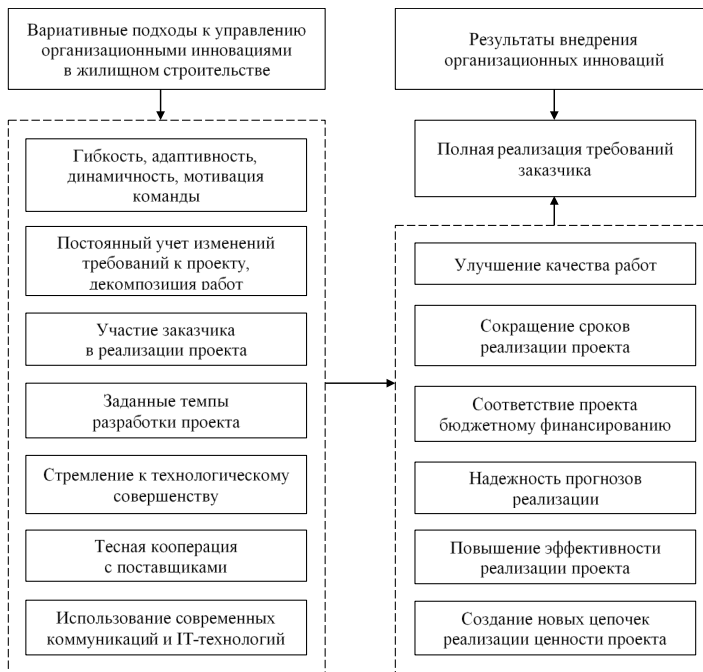 Вариативные подходы к управлению
организационными инновациями
в жилищном строительстве
Гибкость, адаптивность,
динамичность, мотивация
команды
Постоянный учет изменений
требований к проекту,
декомпозиция работ
Участие заказчика
в реализации проекта
Заданные темпы
разработки проекта
Стремление к технологическому
совершенству
Тесная кооперация
с поставщиками
Использование современных
коммуникаций и IT-технологий
Результаты внедрения
организационных инноваций
Полная реализация требований
заказчика
Улучшение качества работ
Сокращение сроков
реализации проекта
Соответствие проекта
бюджетному финансированию
Надежность прогнозов
реализации
Повышение эффективности
реализации проекта
Создание новых цепочек
реализации ценности проекта